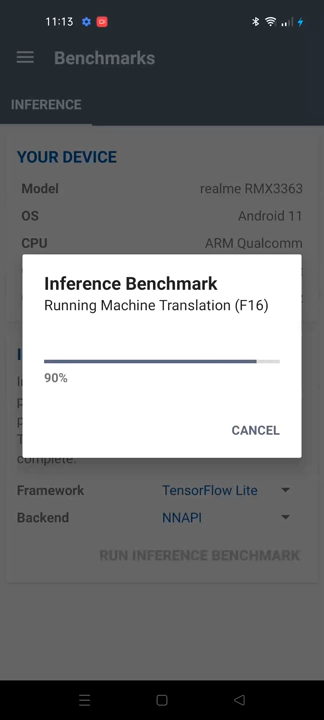 11:13
Benchmarks
INFERENCE
YOUR DEVICE
Model realme RMX3363
OS Android 11
CPU ARM Qualcomm
Inference Benchmark
Running Machine Translation (F16)
90%
CANCEL
complete.
Framework TensorFlow Lite
Backend NNAPI
RUN INFERENCE BENCHMARK